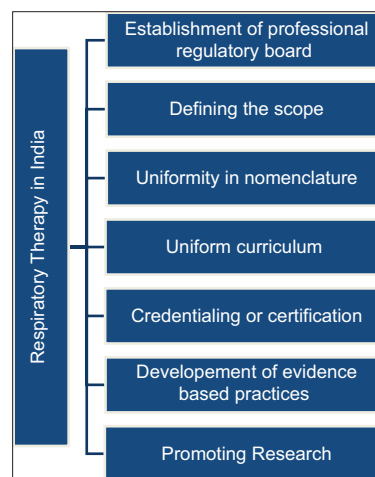 Respiratory Therapy in India
Establishment of professional
regulatory board
Defining the scope
Uniformity in nomenclature
Uniform curriculum
Credentialing or certification
Developement of evidence
based practices
Promoting Research